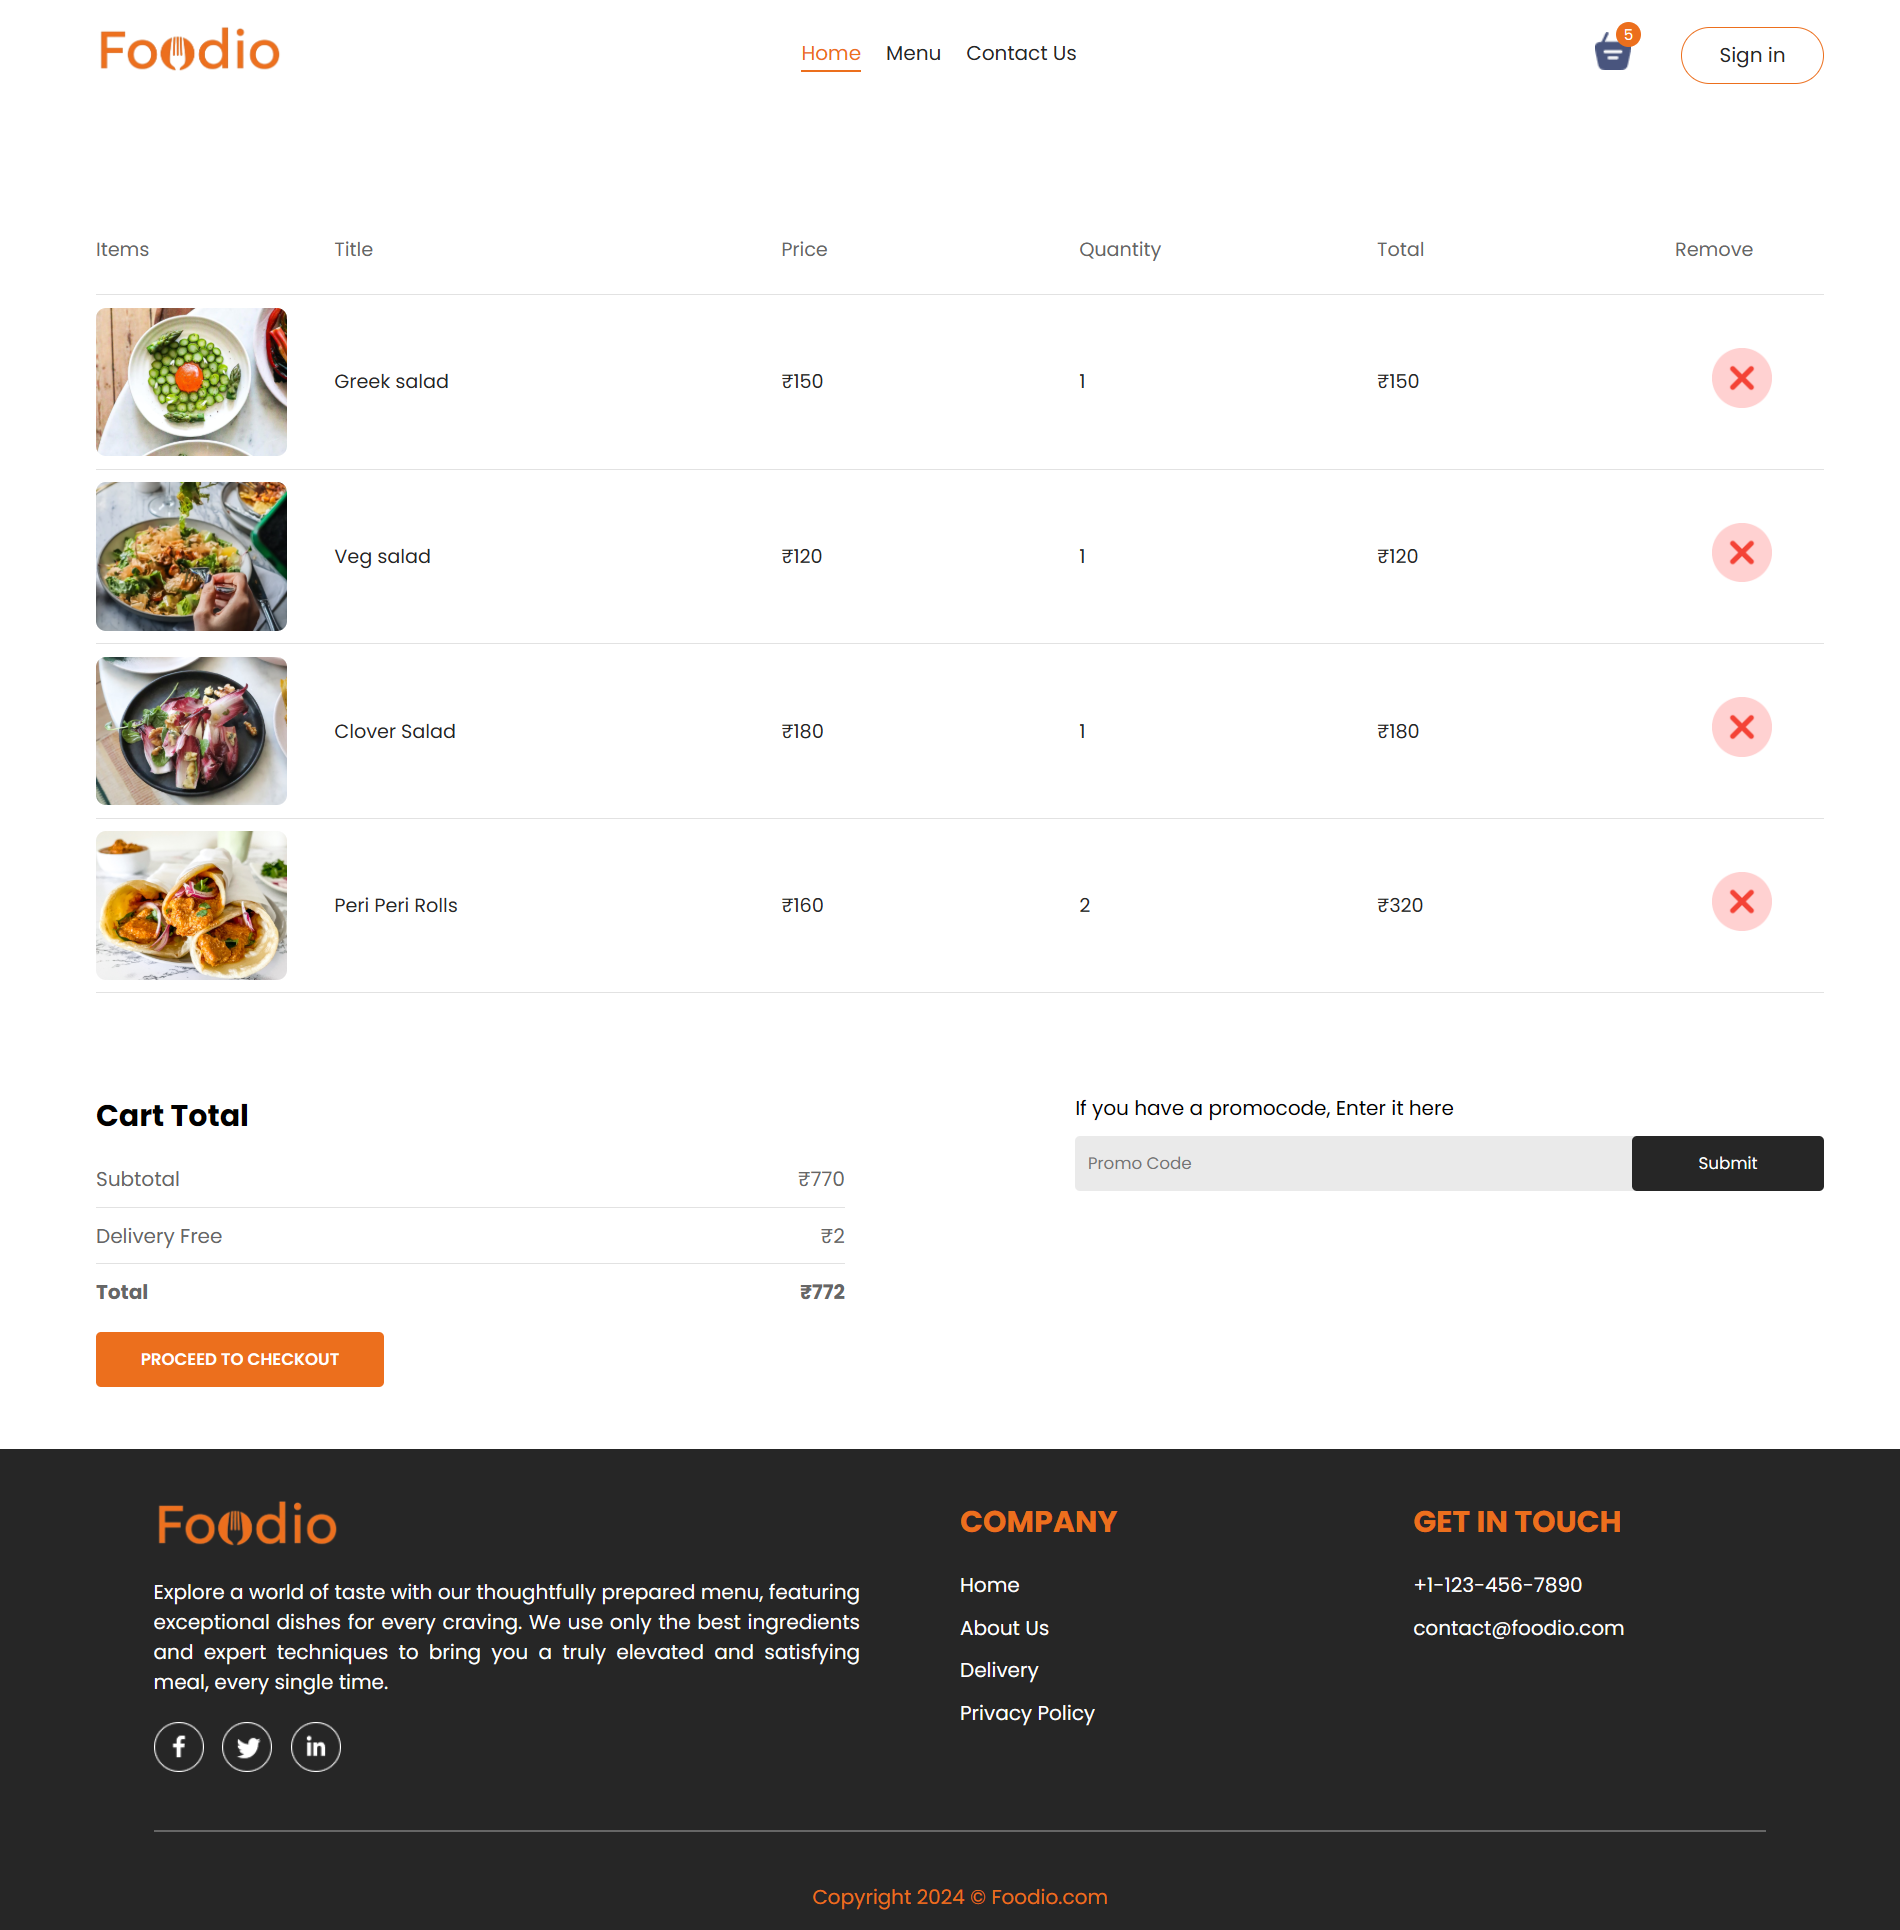 Foodio
Home Menu Contact Us
5
Sign in
Items Title Price Quantity Total Remove
Greek salad ₹150 1 ₹150
Veg salad ₹120 1 ₹120
Clover Salad ₹180 1 ₹180
Peri Peri Rolls ₹160 2 ₹320
Cart Total
Subtotal ₹770
Delivery Free ₹2
Total ₹772
PROCEED TO CHECKOUT
If you have a promocode, Enter it here
Promo Code Submit
Foodio
Explore a world of taste with our thoughtfully prepared menu, featuring
exceptional dishes for every craving. We use only the best ingredients
and expert techniques to bring you a truly elevated and satisfying
meal, every single time.
f in
COMPANY
Home
About Us
Delivery
Privacy Policy
GET IN TOUCH
+1-123-456-7890
contact@foodio.com
Copyright 2024 © Foodio.com